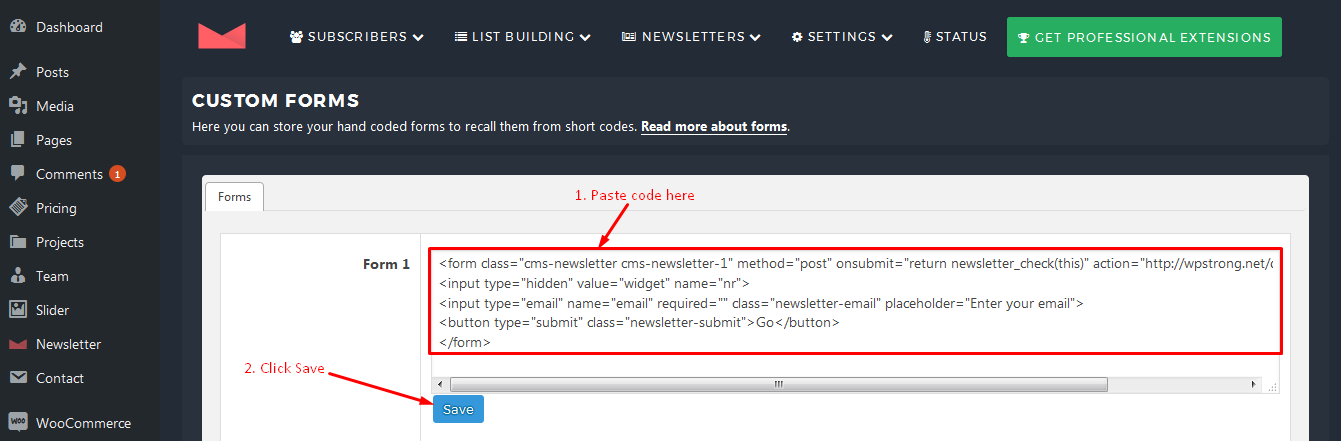 Dashboard
Posts
Media
Pages
Comments 1
Pricing
Projects
Team
Slider
Newsletter
Contact
WOO WooCommerce
SUBSCRIBERS LIST BUILDING NEWSLETTERS SETTINGS STATUS GET PROFESSIONAL EXTENSIONS
CUSTOM FORMS
Here you can store your hand coded forms to recall them from short codes. Read more about forms.
Forms
1. Paste code here
Form 1
<form class="cms-newsletter cms-newsletter-1" method="post" onsubmit="return newsletter_check(this)" action="http://wpstrong.net/
<input type="hidden" value="widget" name="nr">
<input type="email" name="email" required="" class="newsletter-email" placeholder="Enter your email">
<button type="submit" class="newsletter-submit">Go</button>
</form>
2. Click Save
Save